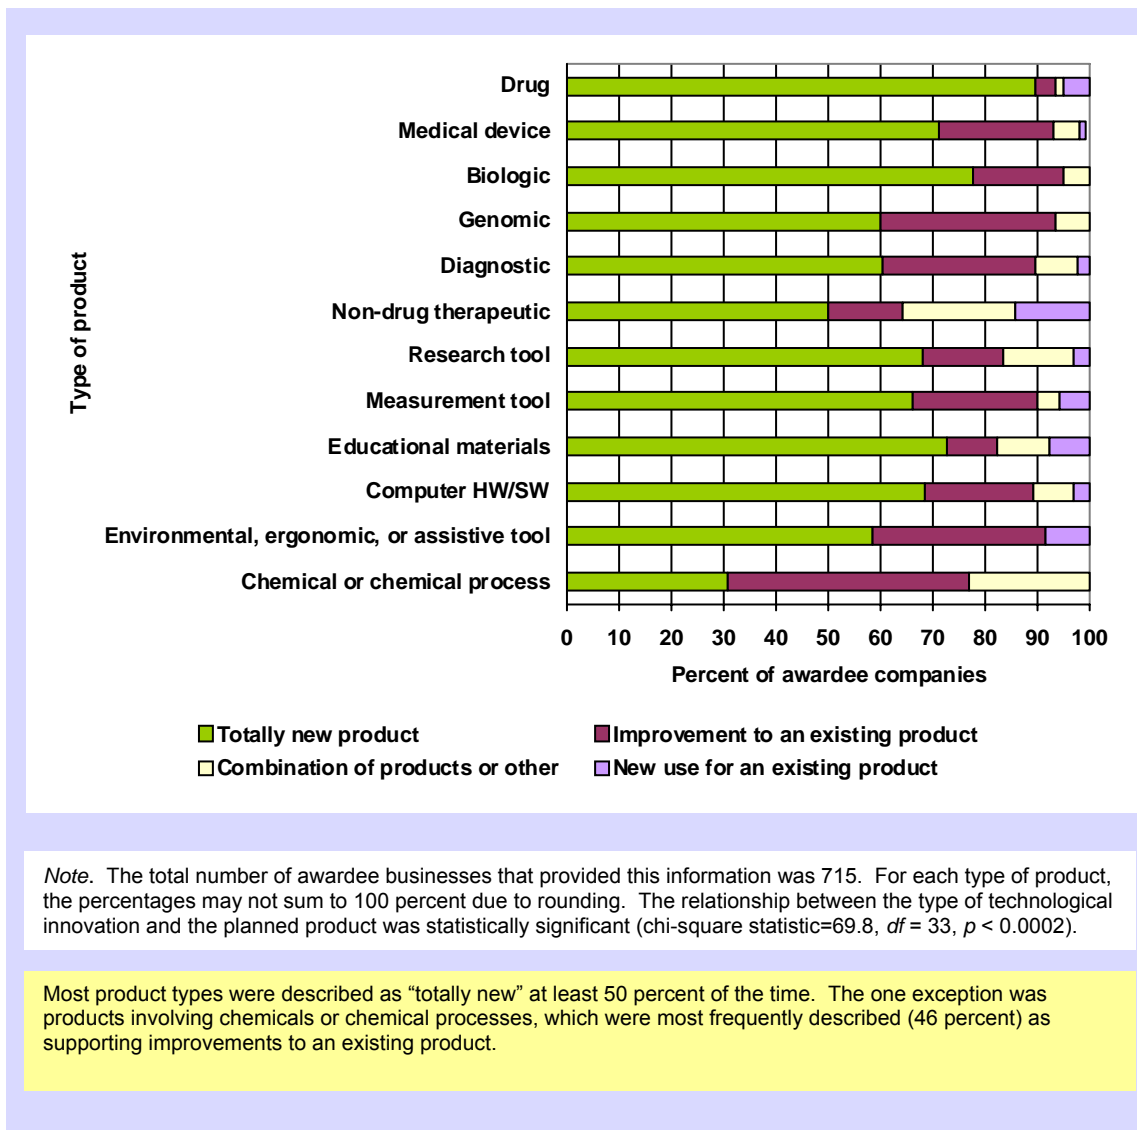 Type of product
Drug
Medical device
Biologic
Genomic
Diagnostic
Non-drug therapeutic
Research tool
Measurement tool
Educational materials
Computer HW/SW
Environmental, ergonomic, or assistive tool
Chemical or chemical process
0 10 20 30 40 50 60 70 80 90 100
Percent of awardee companies
Totally new product
Improvement to an existing product
Combination of products or other
New use for an existing product
Note. The total number of awardee businesses that provided this information was 715. For each type of product,
the percentages may not sum to 100 percent due to rounding. The relationship between the type of technological
innovation and the planned product was statistically significant (chi-square statistic=69.8, df = 33, p < 0.0002).
Most product types were described as “totally new” at least 50 percent of the time. The one exception was
products involving chemicals or chemical processes, which were most frequently described (46 percent) as
supporting improvements to an existing product.